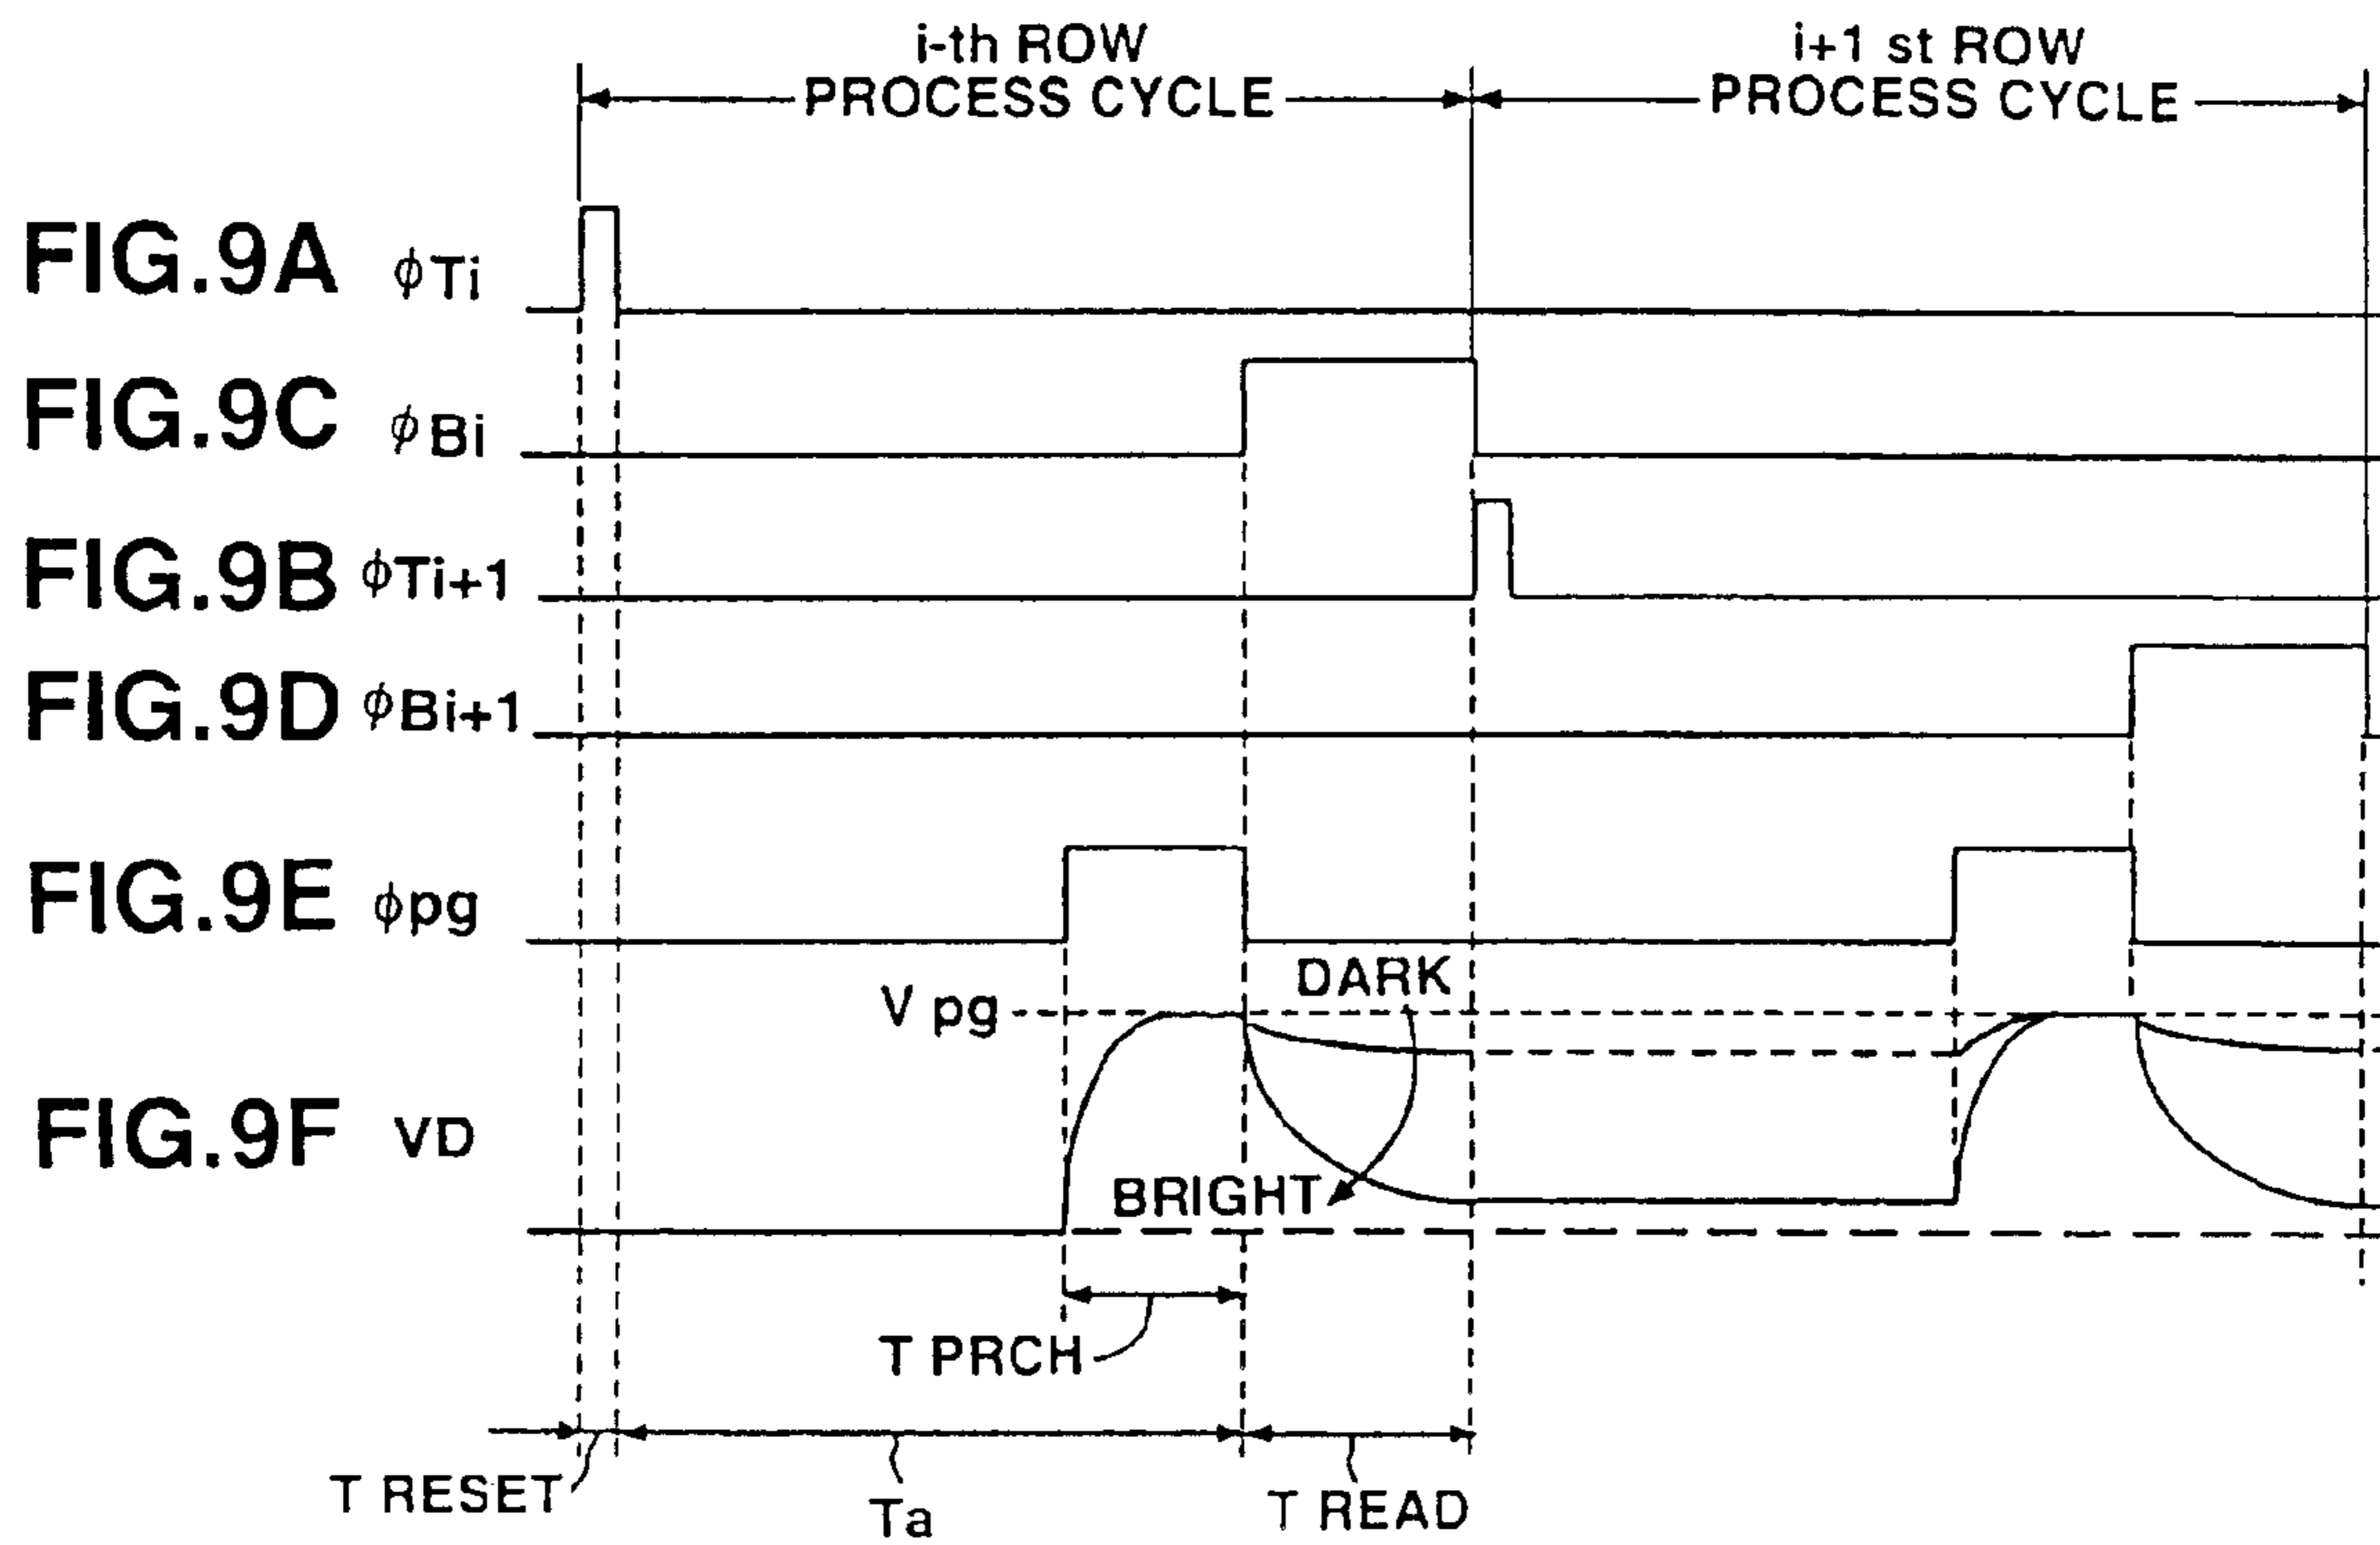 i-th ROW
PROCESS CYCLE
i+1 st ROW
PROCESS CYCLE
FIG.9A ϕTi
FIG.9C ϕBi
FIG.9B ϕTi+1
FIG.9D ϕBi+1
FIG.9E ϕpg
V pg
DARK
FIG.9F VD
BRIGHT
T PRCH
T RESET
Ta
T READ